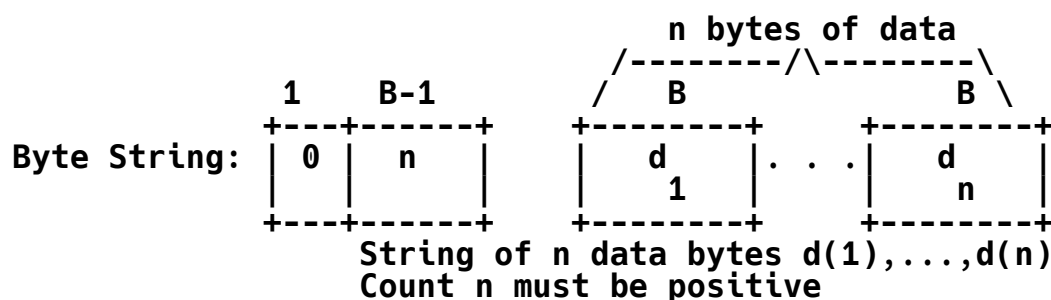 n bytes of data
                                    /--------/\--------\
                1    B-1           /   B              B \
               +---+------+    +--------+     +--------+
Byte String: | 0 |  n   |    |   d    |. . .|   d    |
               |   |      |    |    1   |     |    n   |
               +---+------+    +--------+     +--------+
                    String of n data bytes d(1),...,d(n)
                    Count n must be positive